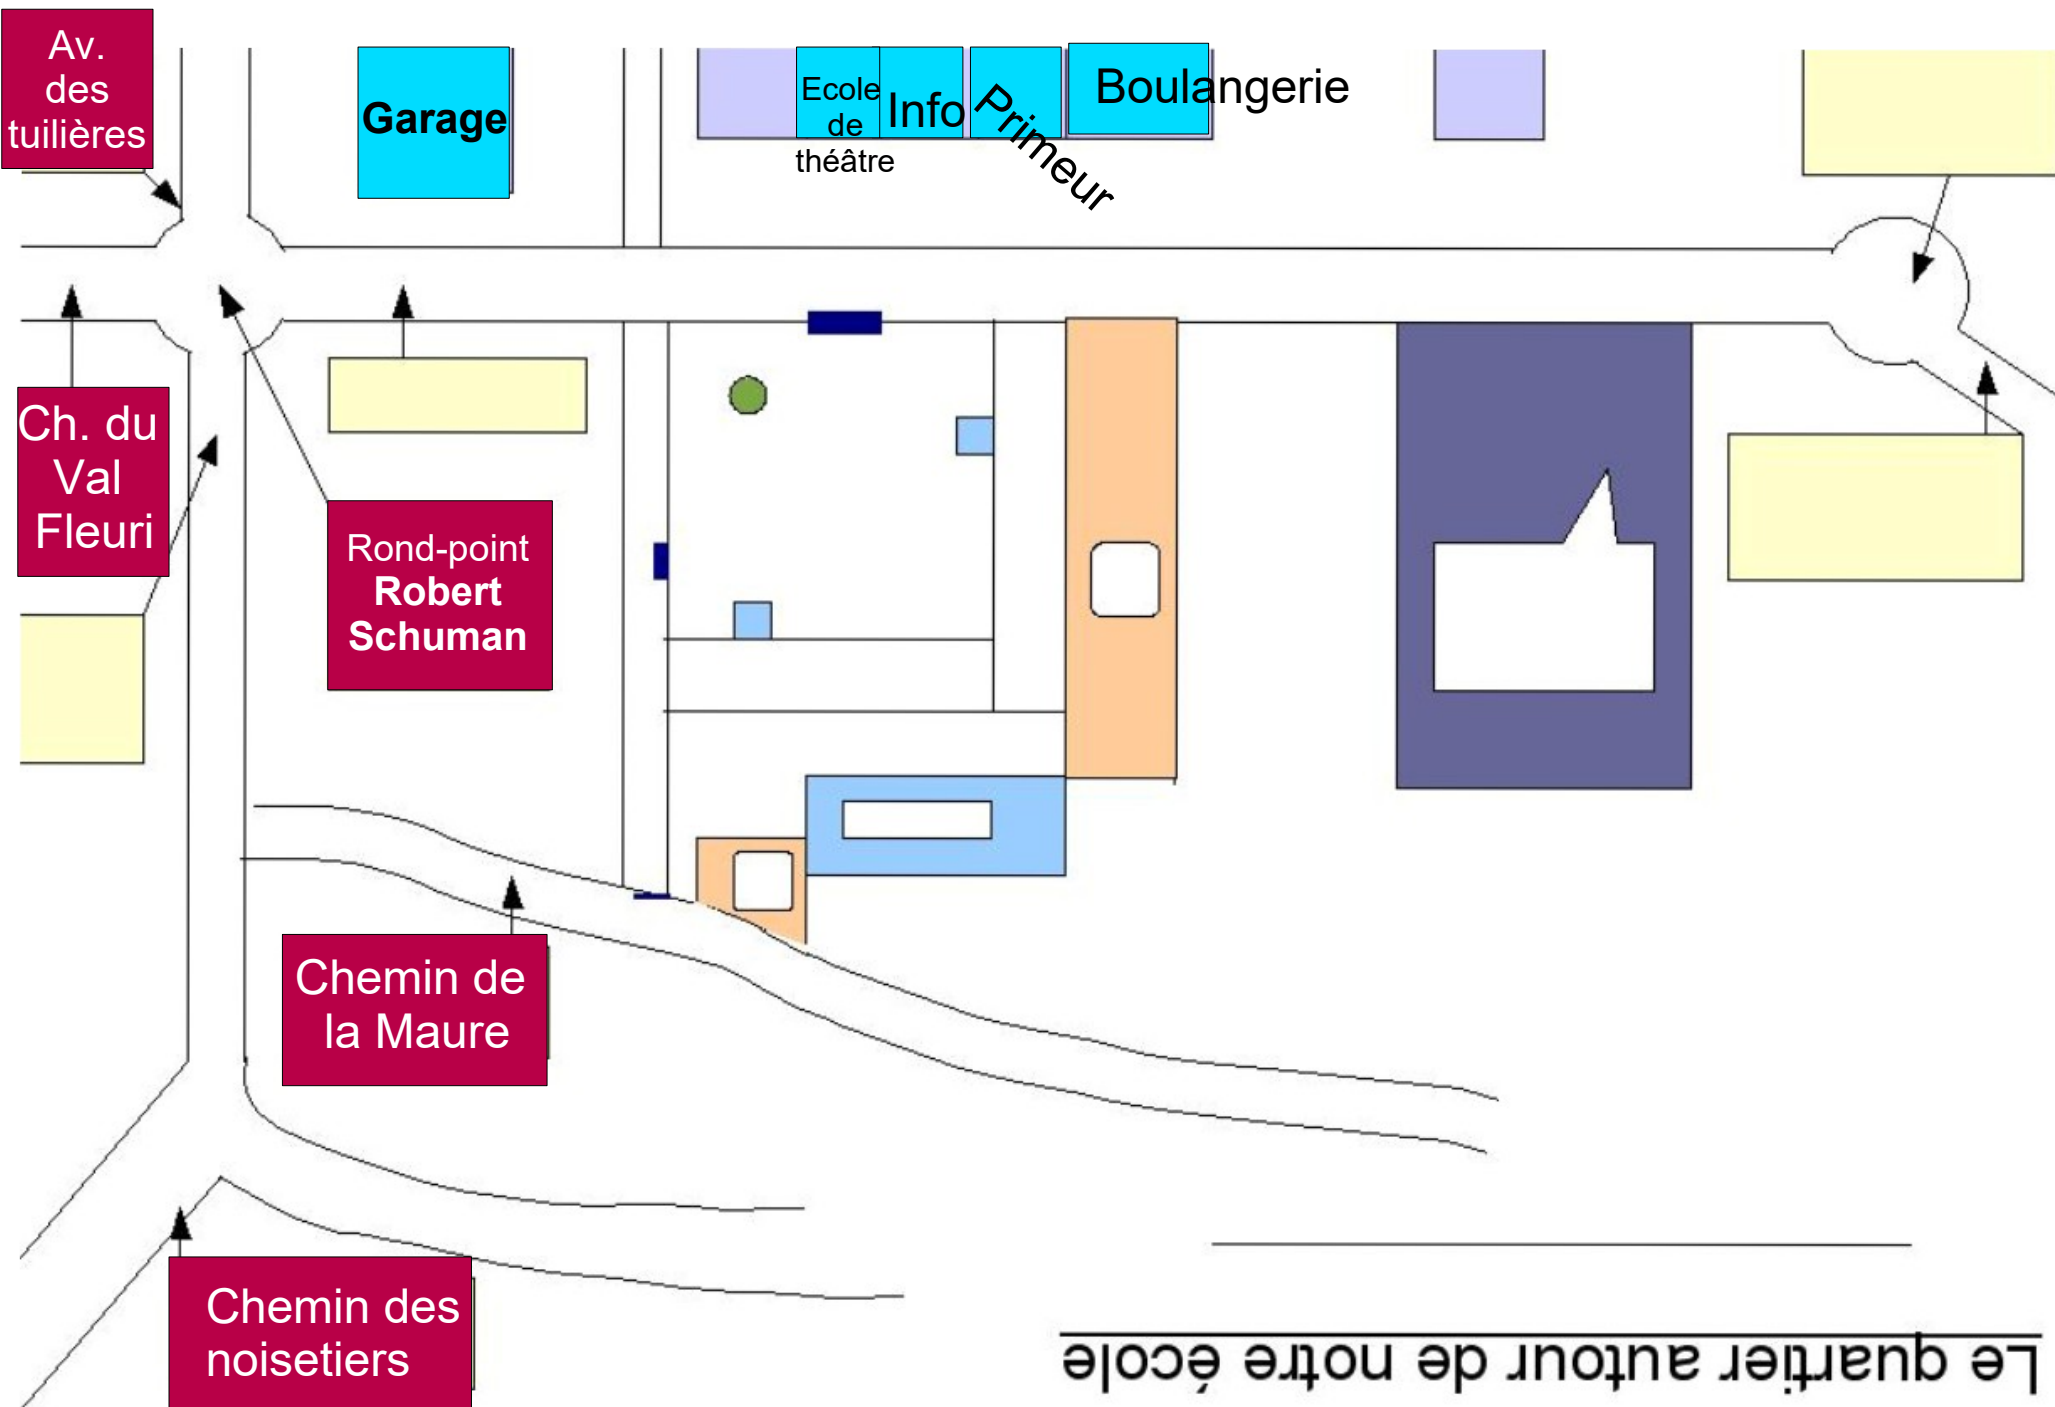 Av.
des
tuilières
Garage
Ecole
de
théâtre
Info
Primeur
Boulangerie
Ch. du
Val
Fleuri
Rond-point
Robert
Schuman
Chemin de
la Maure
Chemin des
noisetiers
Le quartier autour de notre école